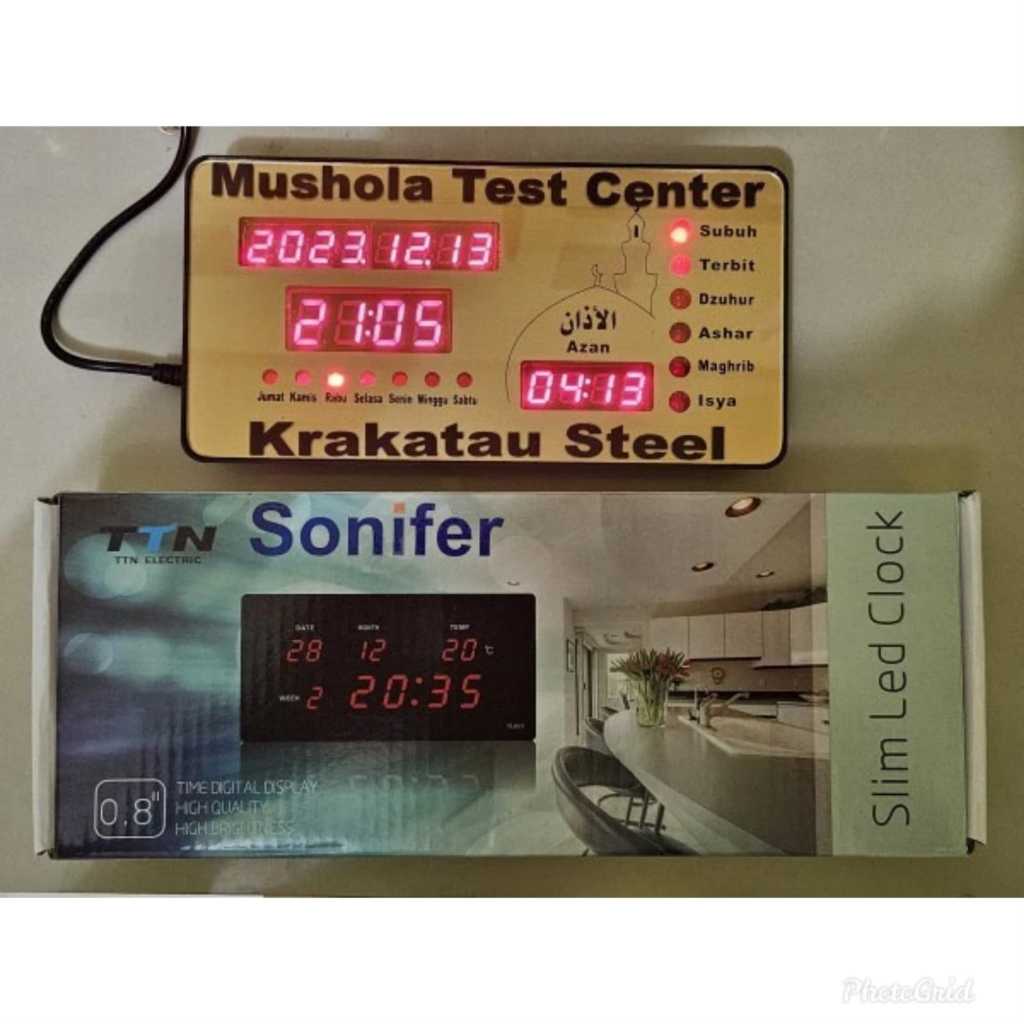 Mushola Test Center
2023.12.13
21:05
Jumat Kamis Rabu Selasa Senin Minggu Sabtu
الأذان
Azan
04:13
Subuh
Terbit
Dzuhur
Ashar
Maghrib
Isya
Krakatau Steel
TTN
TTN ELECTRIC
Sonifer
DATE MONTH TEMP
28 12 20 °C
WEEK 2 20:35
0.8"
TIME DIGITAL DISPLAY
HIGH QUALITY
HIGH BRIGHTNESS
Slim Led Clock
PhotoGrid